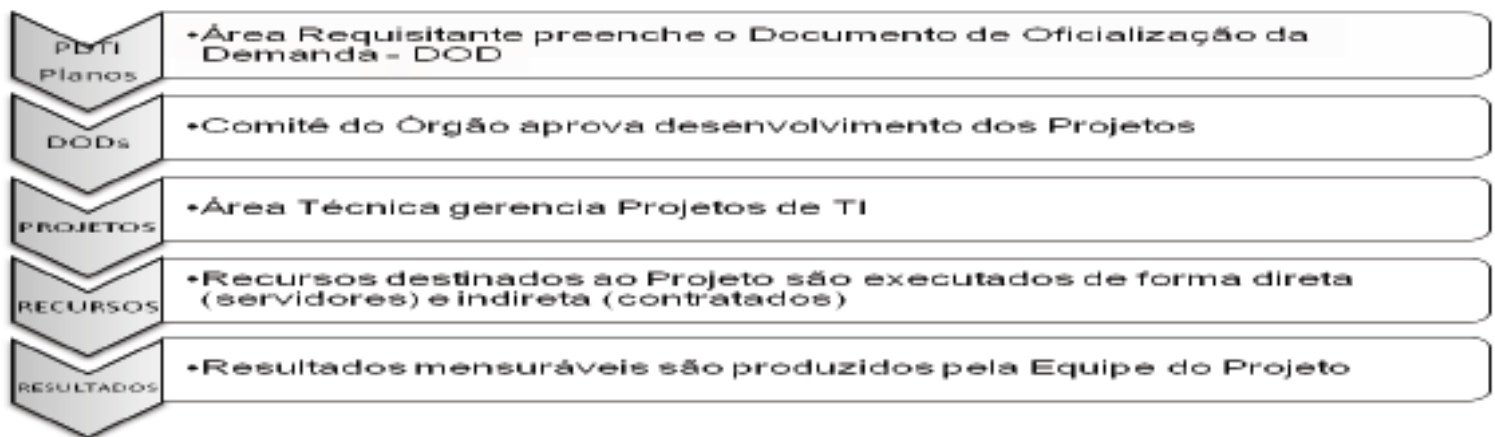 PDTI
Planos
•Área Requisitante preenche o Documento de Oficialização da
Demanda - DOD
DODs
•Comitê do Órgão aprova desenvolvimento dos Projetos
PROJETOS
•Área Técnica gerencia Projetos de TI
RECURSOS
•Recursos destinados ao Projeto são executados de forma direta
(servidores) e indireta (contratados)
RESULTADOS
•Resultados mensuráveis são produzidos pela Equipe do Projeto